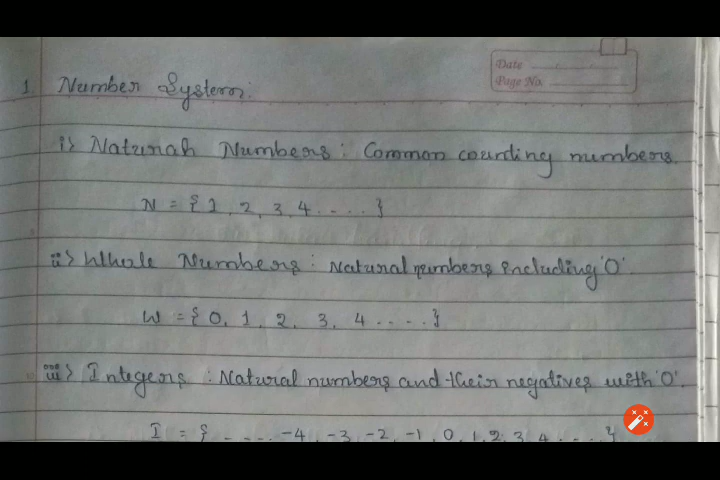 Date
Page No.
1 Number System.
i> Naturah Numbers : Common counting numbers.
N = { 1, 2, 3, 4 . . . . . }
ii> Whole Numbers : Natural numbers including '0'.
W = { 0, 1, 2, 3, 4 . . . . . }
iii> Integers : Natural numbers and their negatives with '0'.
I = { . . . . . -4, -3, -2, -1, 0, 1, 2, 3, 4 . . . . . }